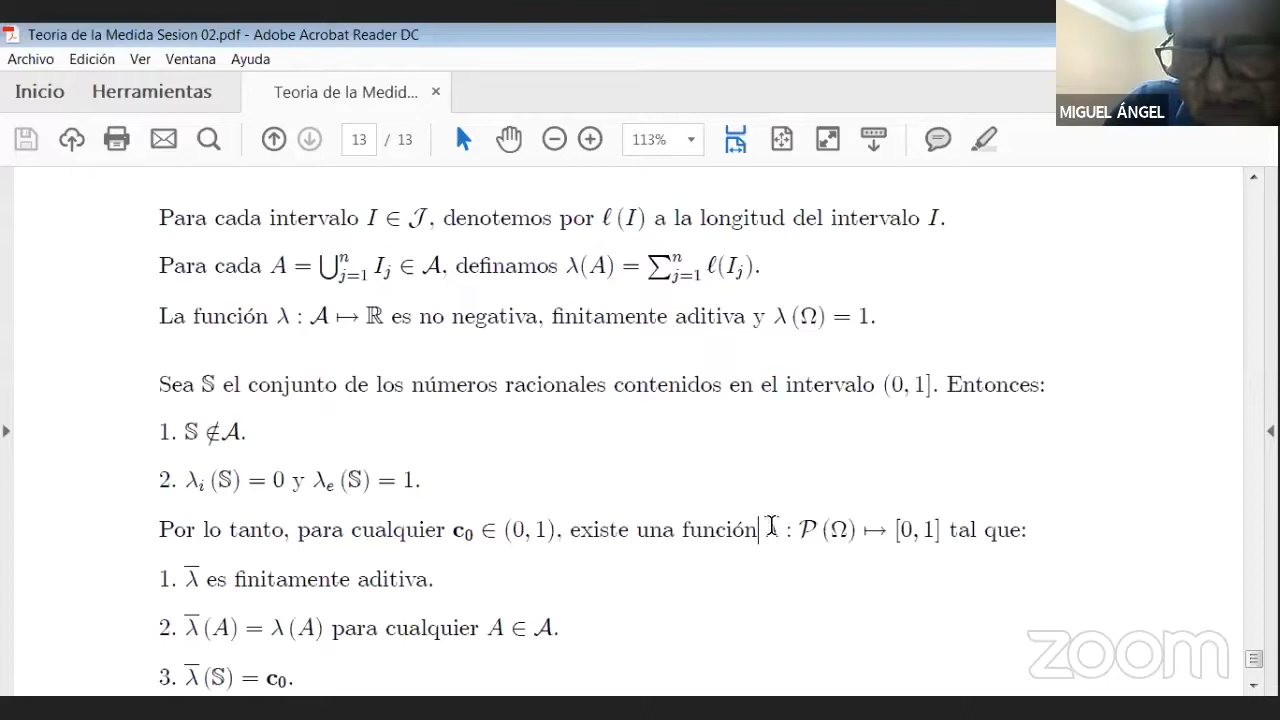 Teoria de la Medida Sesion 02.pdf - Adobe Acrobat Reader DC
Archivo Edición Ver Ventana Ayuda
Inicio Herramientas Teoria de la Medid... ×
13 / 13 113%
MIGUEL ÁNGEL
Para cada intervalo I ∈ 𝒥, denotemos por ℓ (I) a la longitud del intervalo I.
Para cada A = ⋃ⁿⱼ₌₁ Iⱼ ∈ 𝒜, definamos λ(A) = ∑ⁿⱼ₌₁ ℓ(Iⱼ).
La función λ : 𝒜 ↦ ℝ es no negativa, finitamente aditiva y λ (Ω) = 1.
Sea 𝕊 el conjunto de los números racionales contenidos en el intervalo (0, 1]. Entonces:
1. 𝕊 ∉ 𝒜.
2. λᵢ (𝕊) = 0 y λₑ (𝕊) = 1.
Por lo tanto, para cualquier c₀ ∈ (0, 1), existe una función : 𝒫 (Ω) ↦ [0, 1] tal que:
1. λ̅ es finitamente aditiva.
2. λ̅ (A) = λ (A) para cualquier A ∈ 𝒜.
3. λ̅ (𝕊) = c₀.
zoom